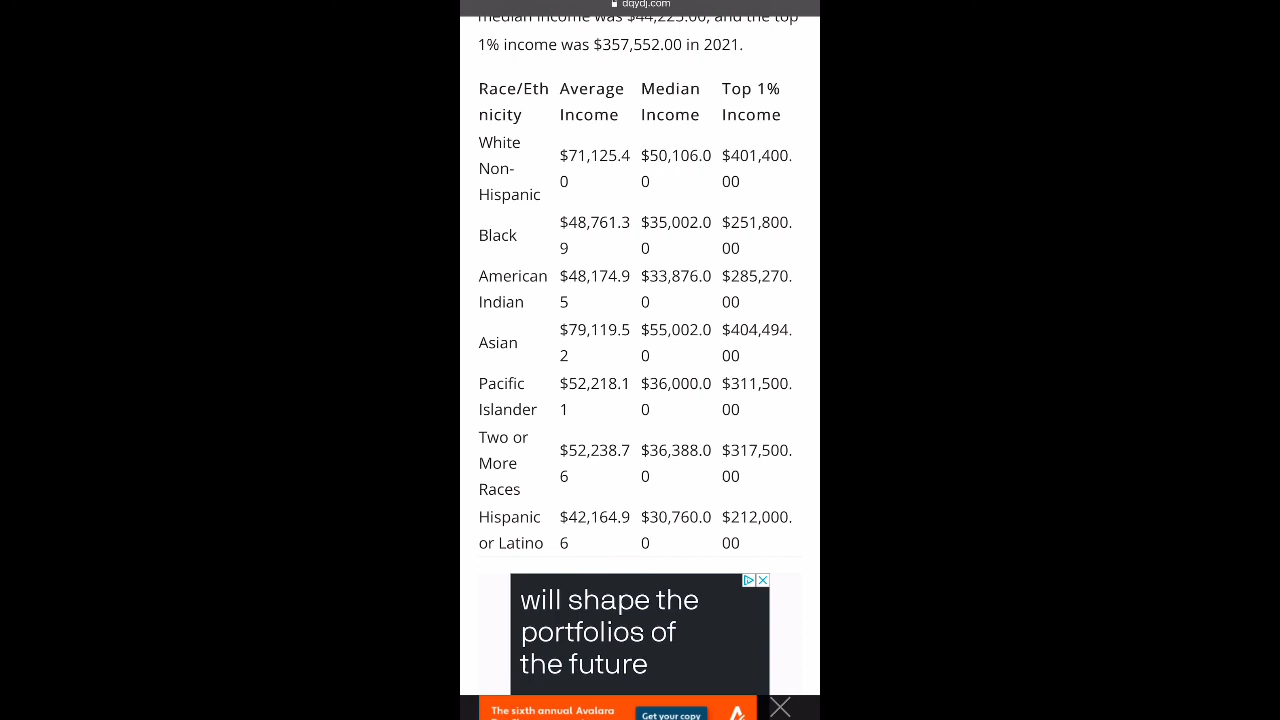 dqydj.com
median income was $44,225.00, and the top
1% income was $357,552.00 in 2021.
Race/Eth Average Median Top 1%
nicity Income Income Income
White
Non-
Hispanic
$71,125.4 $50,106.0 $401,400.
0 0 00
Black
$48,761.3 $35,002.0 $251,800.
9 0 00
American $48,174.9 $33,876.0 $285,270.
Indian 5 0 00
Asian
$79,119.5 $55,002.0 $404,494.
2 0 00
Pacific $52,218.1 $36,000.0 $311,500.
Islander 1 0 00
Two or
More
Races
$52,238.7 $36,388.0 $317,500.
6 0 00
Hispanic $42,164.9 $30,760.0 $212,000.
or Latino 6 0 00
will shape the
portfolios of
the future
The sixth annual Avalara
Get your copy